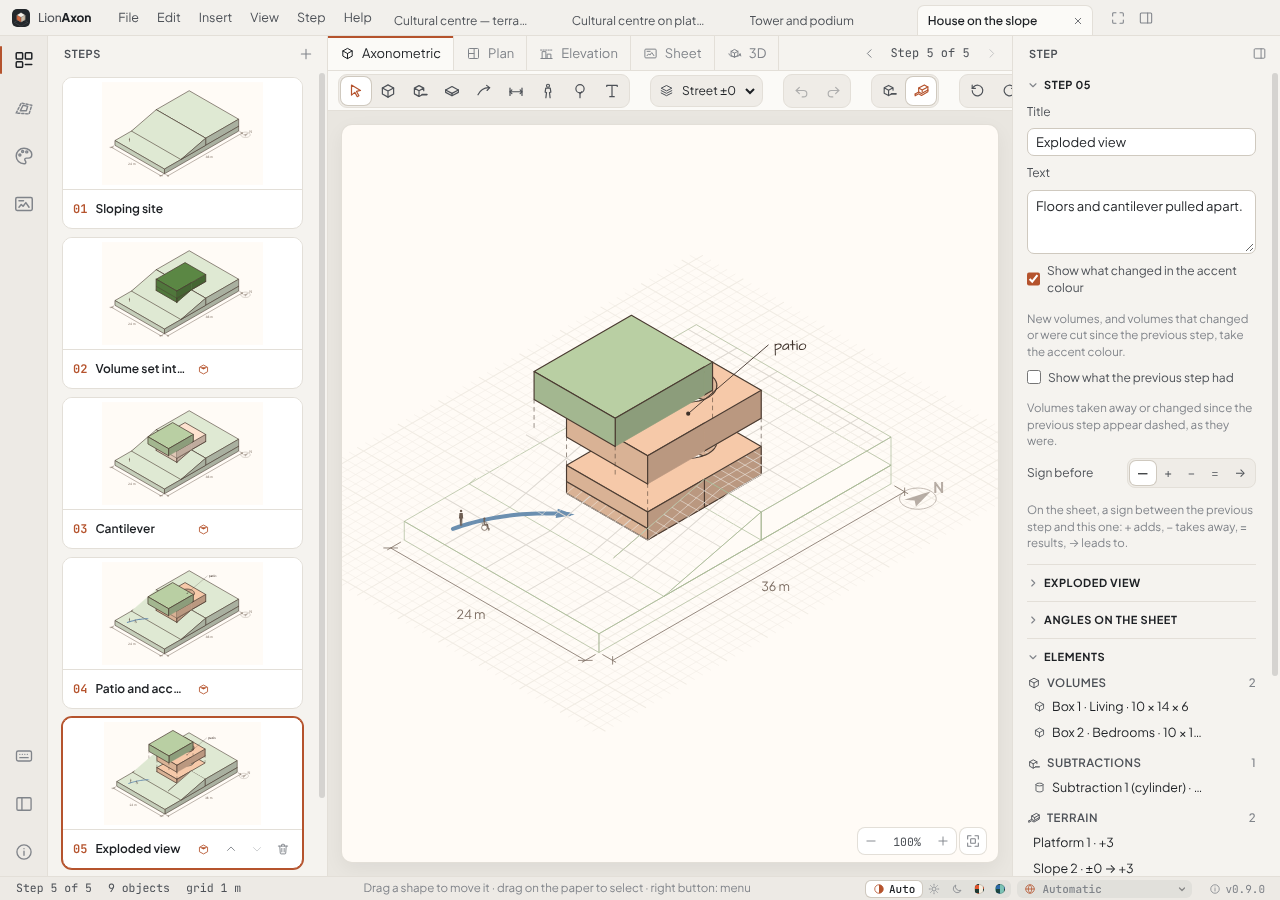 LionAxon
File
Edit
Insert
View
Step
Help
Cultural centre — terra…
Cultural centre on plat…
Tower and podium
House on the slope
STEPS
01 Sloping site
02 Volume set int…
03 Cantilever
04 Patio and acc…
05 Exploded view
Axonometric
Plan
Elevation
Sheet
3D
Step 5 of 5
Street ±0
patio
N
24 m
36 m
100%
STEP
STEP 05
Title
Exploded view
Text
Floors and cantilever pulled apart.
Show what changed in the accent
colour
New volumes, and volumes that changed
or were cut since the previous step, take
the accent colour.
Show what the previous step had
Volumes taken away or changed since the
previous step appear dashed, as they
were.
Sign before
— + − = →
On the sheet, a sign between the previous
step and this one: + adds, − takes away, =
results, → leads to.
EXPLODED VIEW
ANGLES ON THE SHEET
ELEMENTS
VOLUMES 2
Box 1 · Living · 10 × 14 × 6
Box 2 · Bedrooms · 10 × 1…
SUBTRACTIONS 1
Subtraction 1 (cylinder) · …
TERRAIN 2
Platform 1 · +3
Slope 2 · ±0 → +3
Step 5 of 5
9 objects
grid 1 m
Drag a shape to move it · drag on the paper to select · right button: menu
Auto
Automatic
v0.9.0